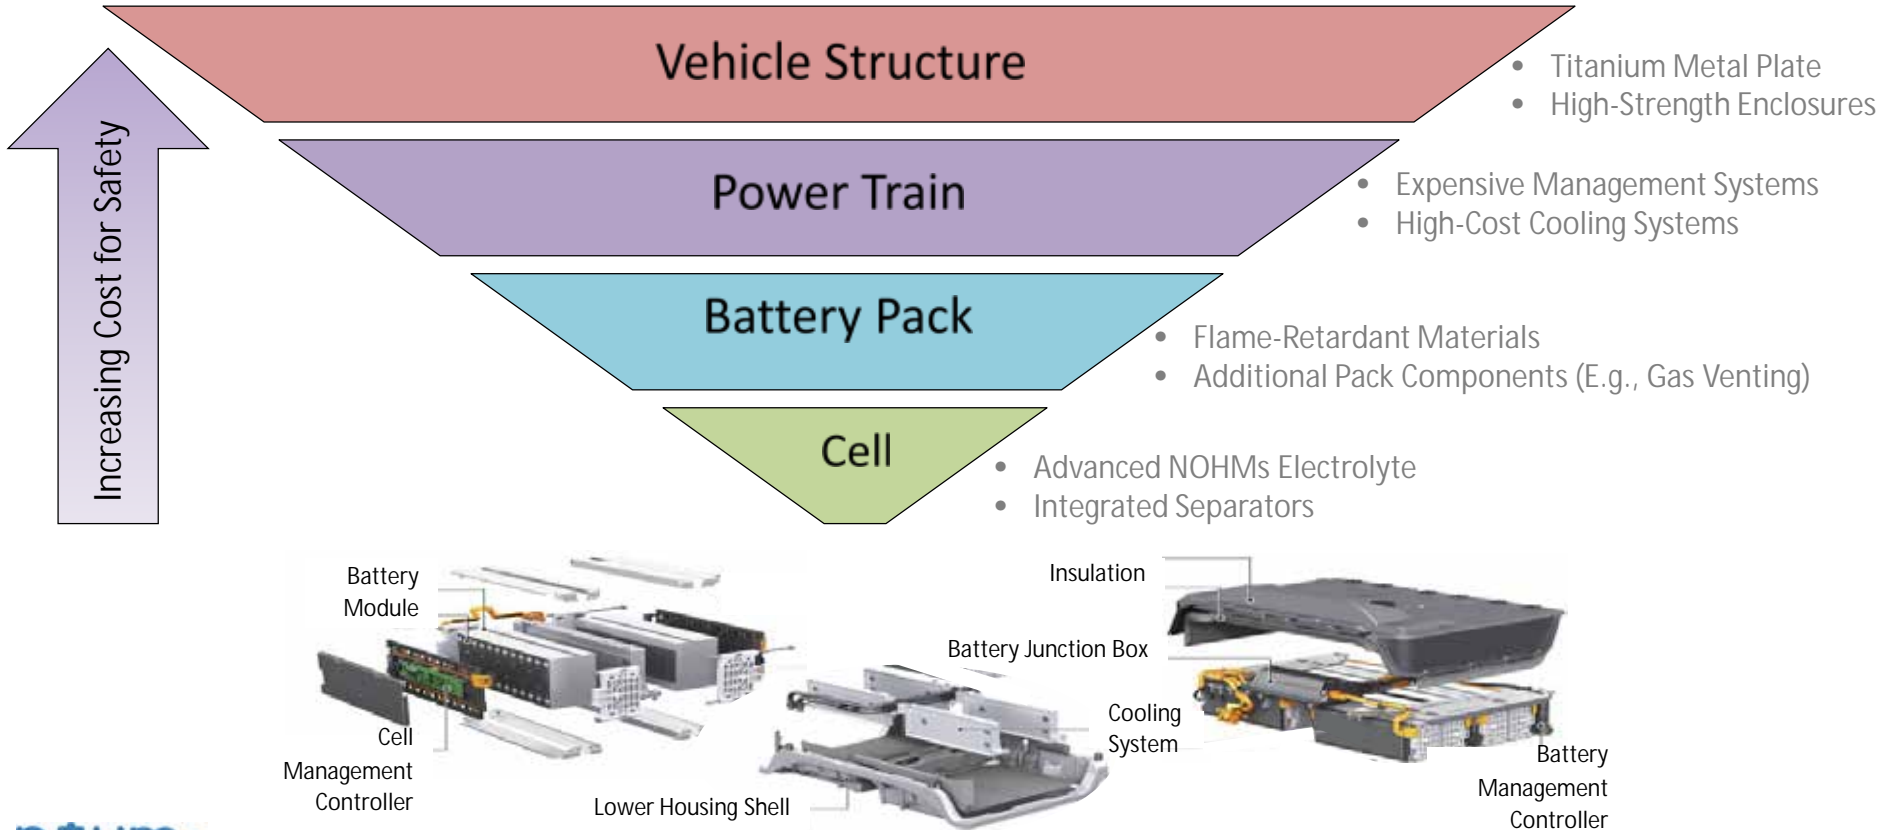 Vehicle Structure
• Titanium Metal Plate
• High-Strength Enclosures
Increasing Cost for Safety
Power Train
• Expensive Management Systems
• High-Cost Cooling Systems
Battery Pack
• Flame-Retardant Materials
• Additional Pack Components (E.g., Gas Venting)
Cell
• Advanced NOHMs Electrolyte
• Integrated Separators
Battery
Module
Cell
Management
Controller
Lower Housing Shell
Cooling
System
Insulation
Battery Junction Box
Battery
Management
Controller